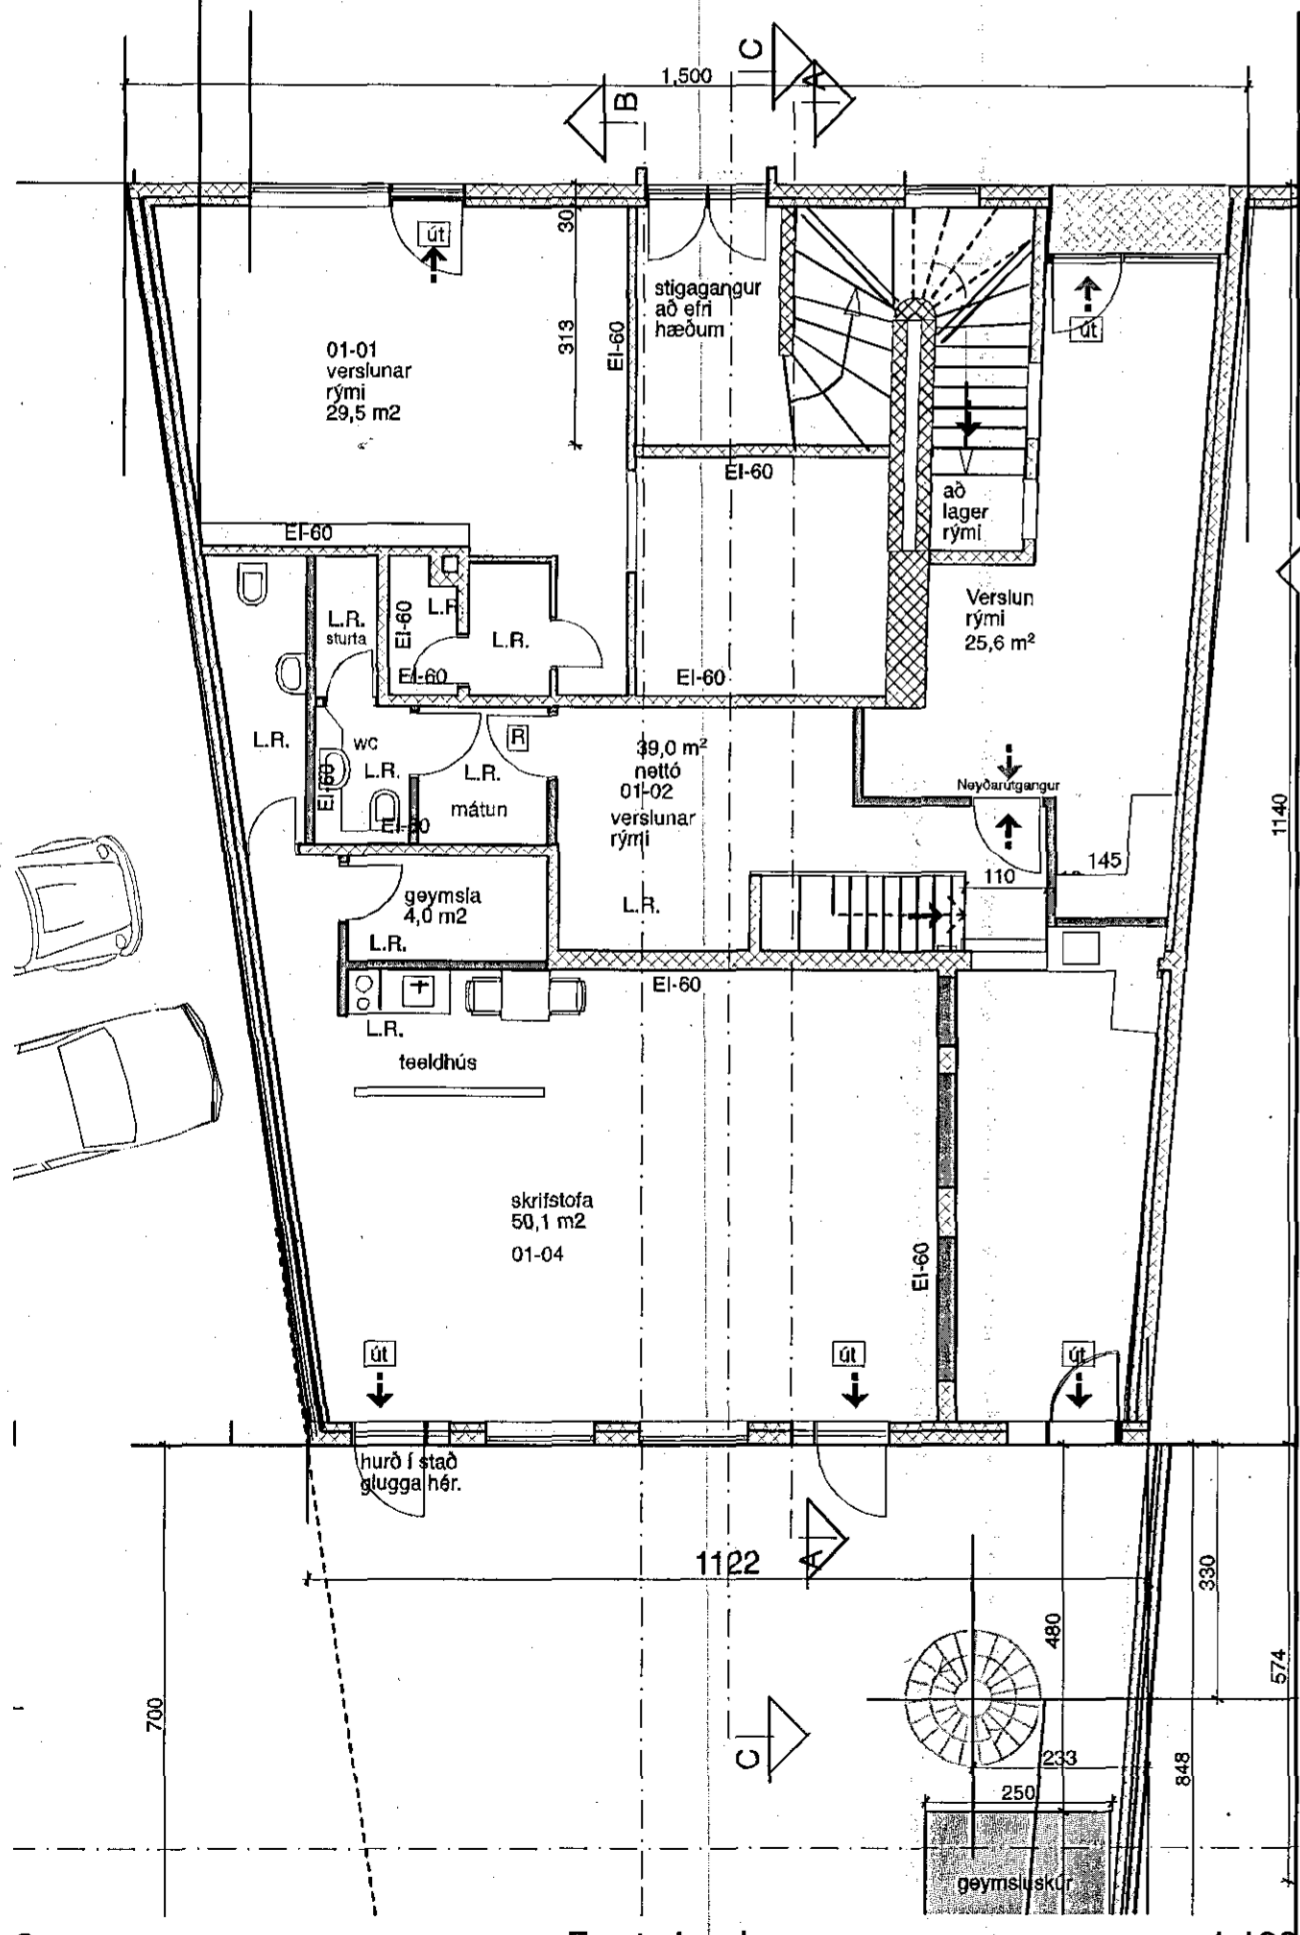 C
1,500
A
B
út
30
stigagangur
að efri
hæðum
313
EI-60
út
01-01
verslunar
rými
29,5 m2
EI-60
að
lager
rými
EI-60
Verslun
rými
25,6 m²
L.R.
sturta
EI-60
L.R.
EI-60
EI-60
L.R.
wc
L.R.
EI-60
EI-60
R
L.R.
mátun
39,0 m²
nettó
01-02
verslunar
rými
Neyðarútgangur
1140
145
110
geymsla
4,0 m2
L.R.
L.R.
EI-60
L.R.
teeldhús
skrifstofa
50,1 m2
01-04
EI-60
út
út
út
hurð í stað
glugga hér.
1122
A
330
480
574
700
C
233
848
250
geymsluskúr